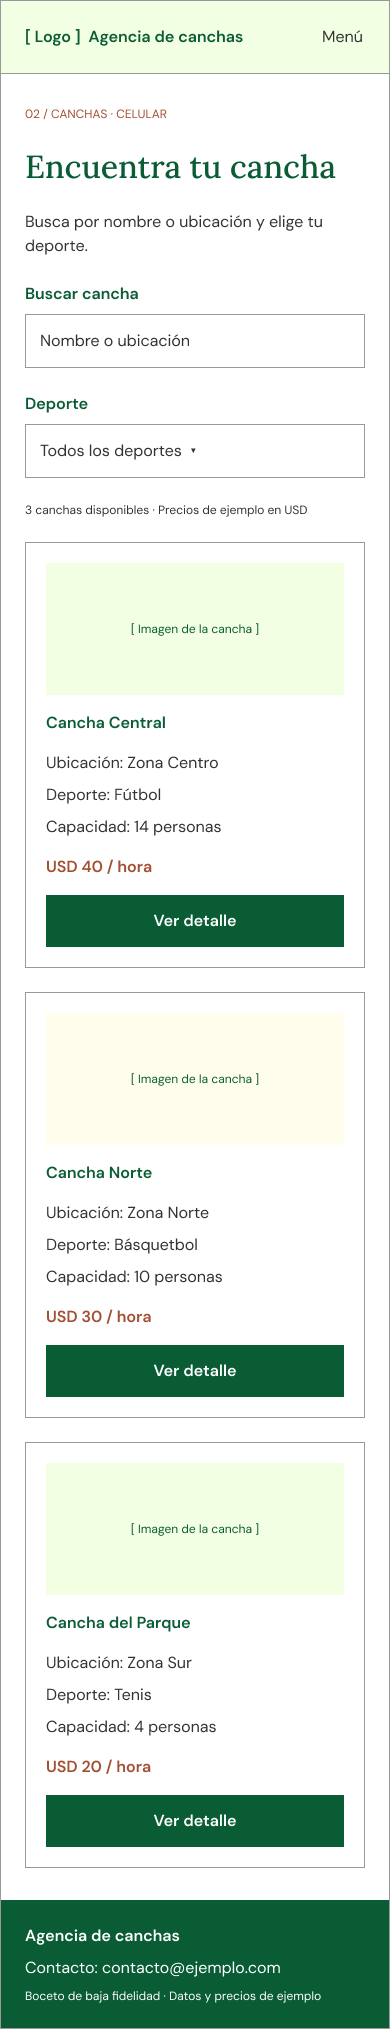 [ Logo ] Agencia de canchas
Menú
02 / CANCHAS · CELULAR
Encuentra tu cancha
Busca por nombre o ubicación y elige tu
deporte.
Buscar cancha
Nombre o ubicación
Deporte
Todos los deportes ▾
3 canchas disponibles · Precios de ejemplo en USD
[ Imagen de la cancha ]
Cancha Central
Ubicación: Zona Centro
Deporte: Fútbol
Capacidad: 14 personas
USD 40 / hora
Ver detalle
[ Imagen de la cancha ]
Cancha Norte
Ubicación: Zona Norte
Deporte: Básquetbol
Capacidad: 10 personas
USD 30 / hora
Ver detalle
[ Imagen de la cancha ]
Cancha del Parque
Ubicación: Zona Sur
Deporte: Tenis
Capacidad: 4 personas
USD 20 / hora
Ver detalle
Agencia de canchas
Contacto: contacto@ejemplo.com
Boceto de baja fidelidad · Datos y precios de ejemplo